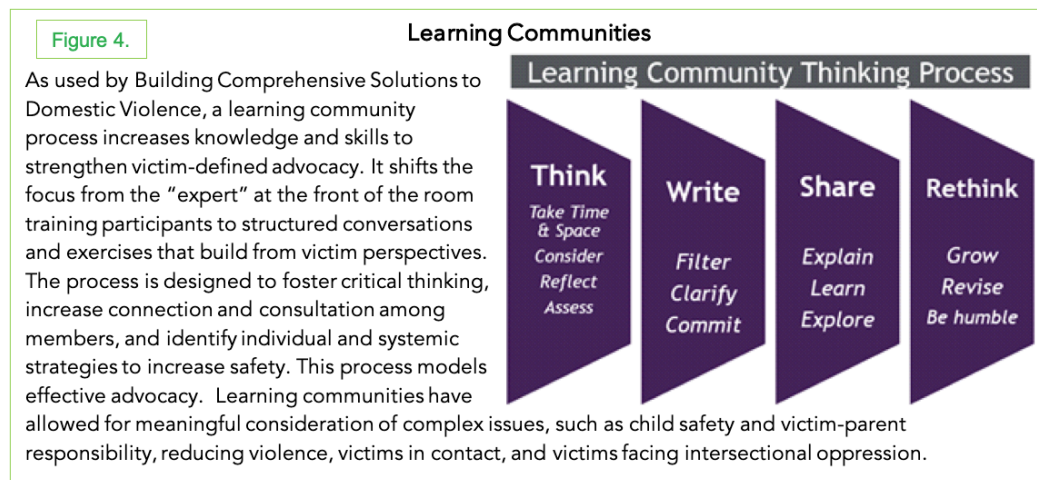 Figure 4.
Learning Communities
As used by Building Comprehensive Solutions to
Domestic Violence, a learning community
process increases knowledge and skills to
strengthen victim-defined advocacy. It shifts the
focus from the “expert” at the front of the room
training participants to structured conversations
and exercises that build from victim perspectives.
The process is designed to foster critical thinking,
increase connection and consultation among
members, and identify individual and systemic
strategies to increase safety. This process models
effective advocacy.  Learning communities have
allowed for meaningful consideration of complex issues, such as child safety and victim-parent
responsibility, reducing violence, victims in contact, and victims facing intersectional oppression.
Learning Community Thinking Process
Think
Take Time
& Space
Consider
Reflect
Assess
Write
Filter
Clarify
Commit
Share
Explain
Learn
Explore
Rethink
Grow
Revise
Be humble